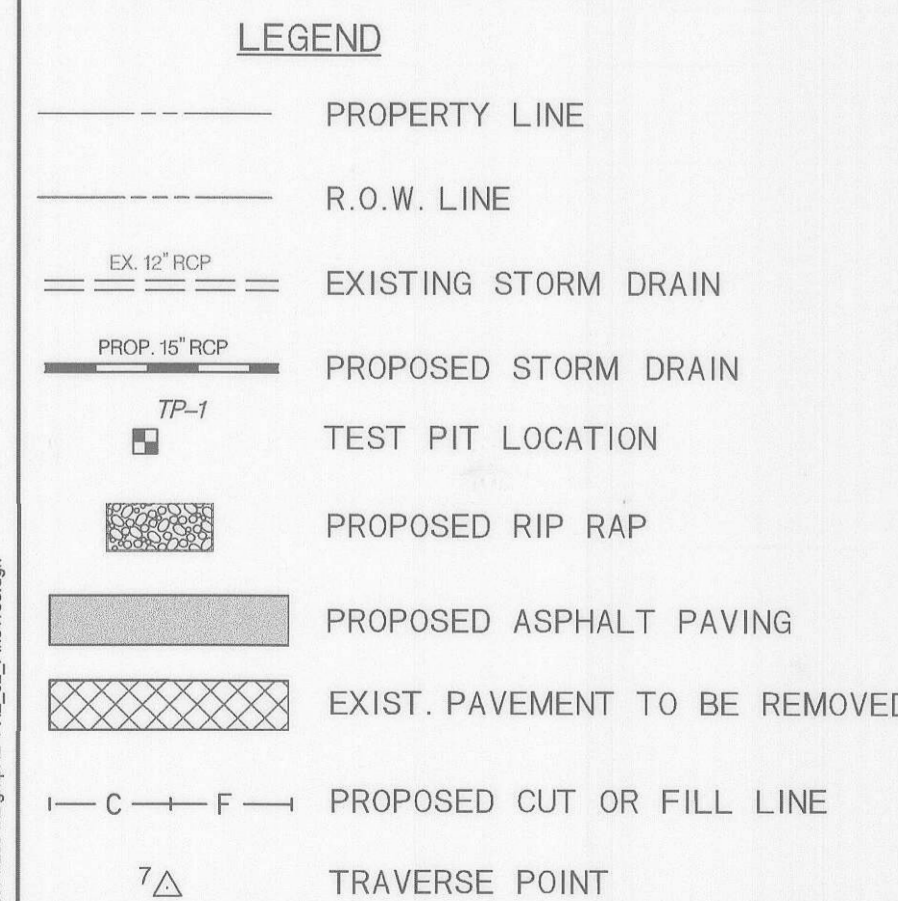 LEGEND
PROPERTY LINE
R.O.W. LINE
EX. 12" RCP
EXISTING STORM DRAIN
PROP. 15" RCP
PROPOSED STORM DRAIN
TP-1
TEST PIT LOCATION
PROPOSED RIP RAP
PROPOSED ASPHALT PAVING
EXIST. PAVEMENT TO BE REMOVED
C F PROPOSED CUT OR FILL LINE
7 TRAVERSE POINT